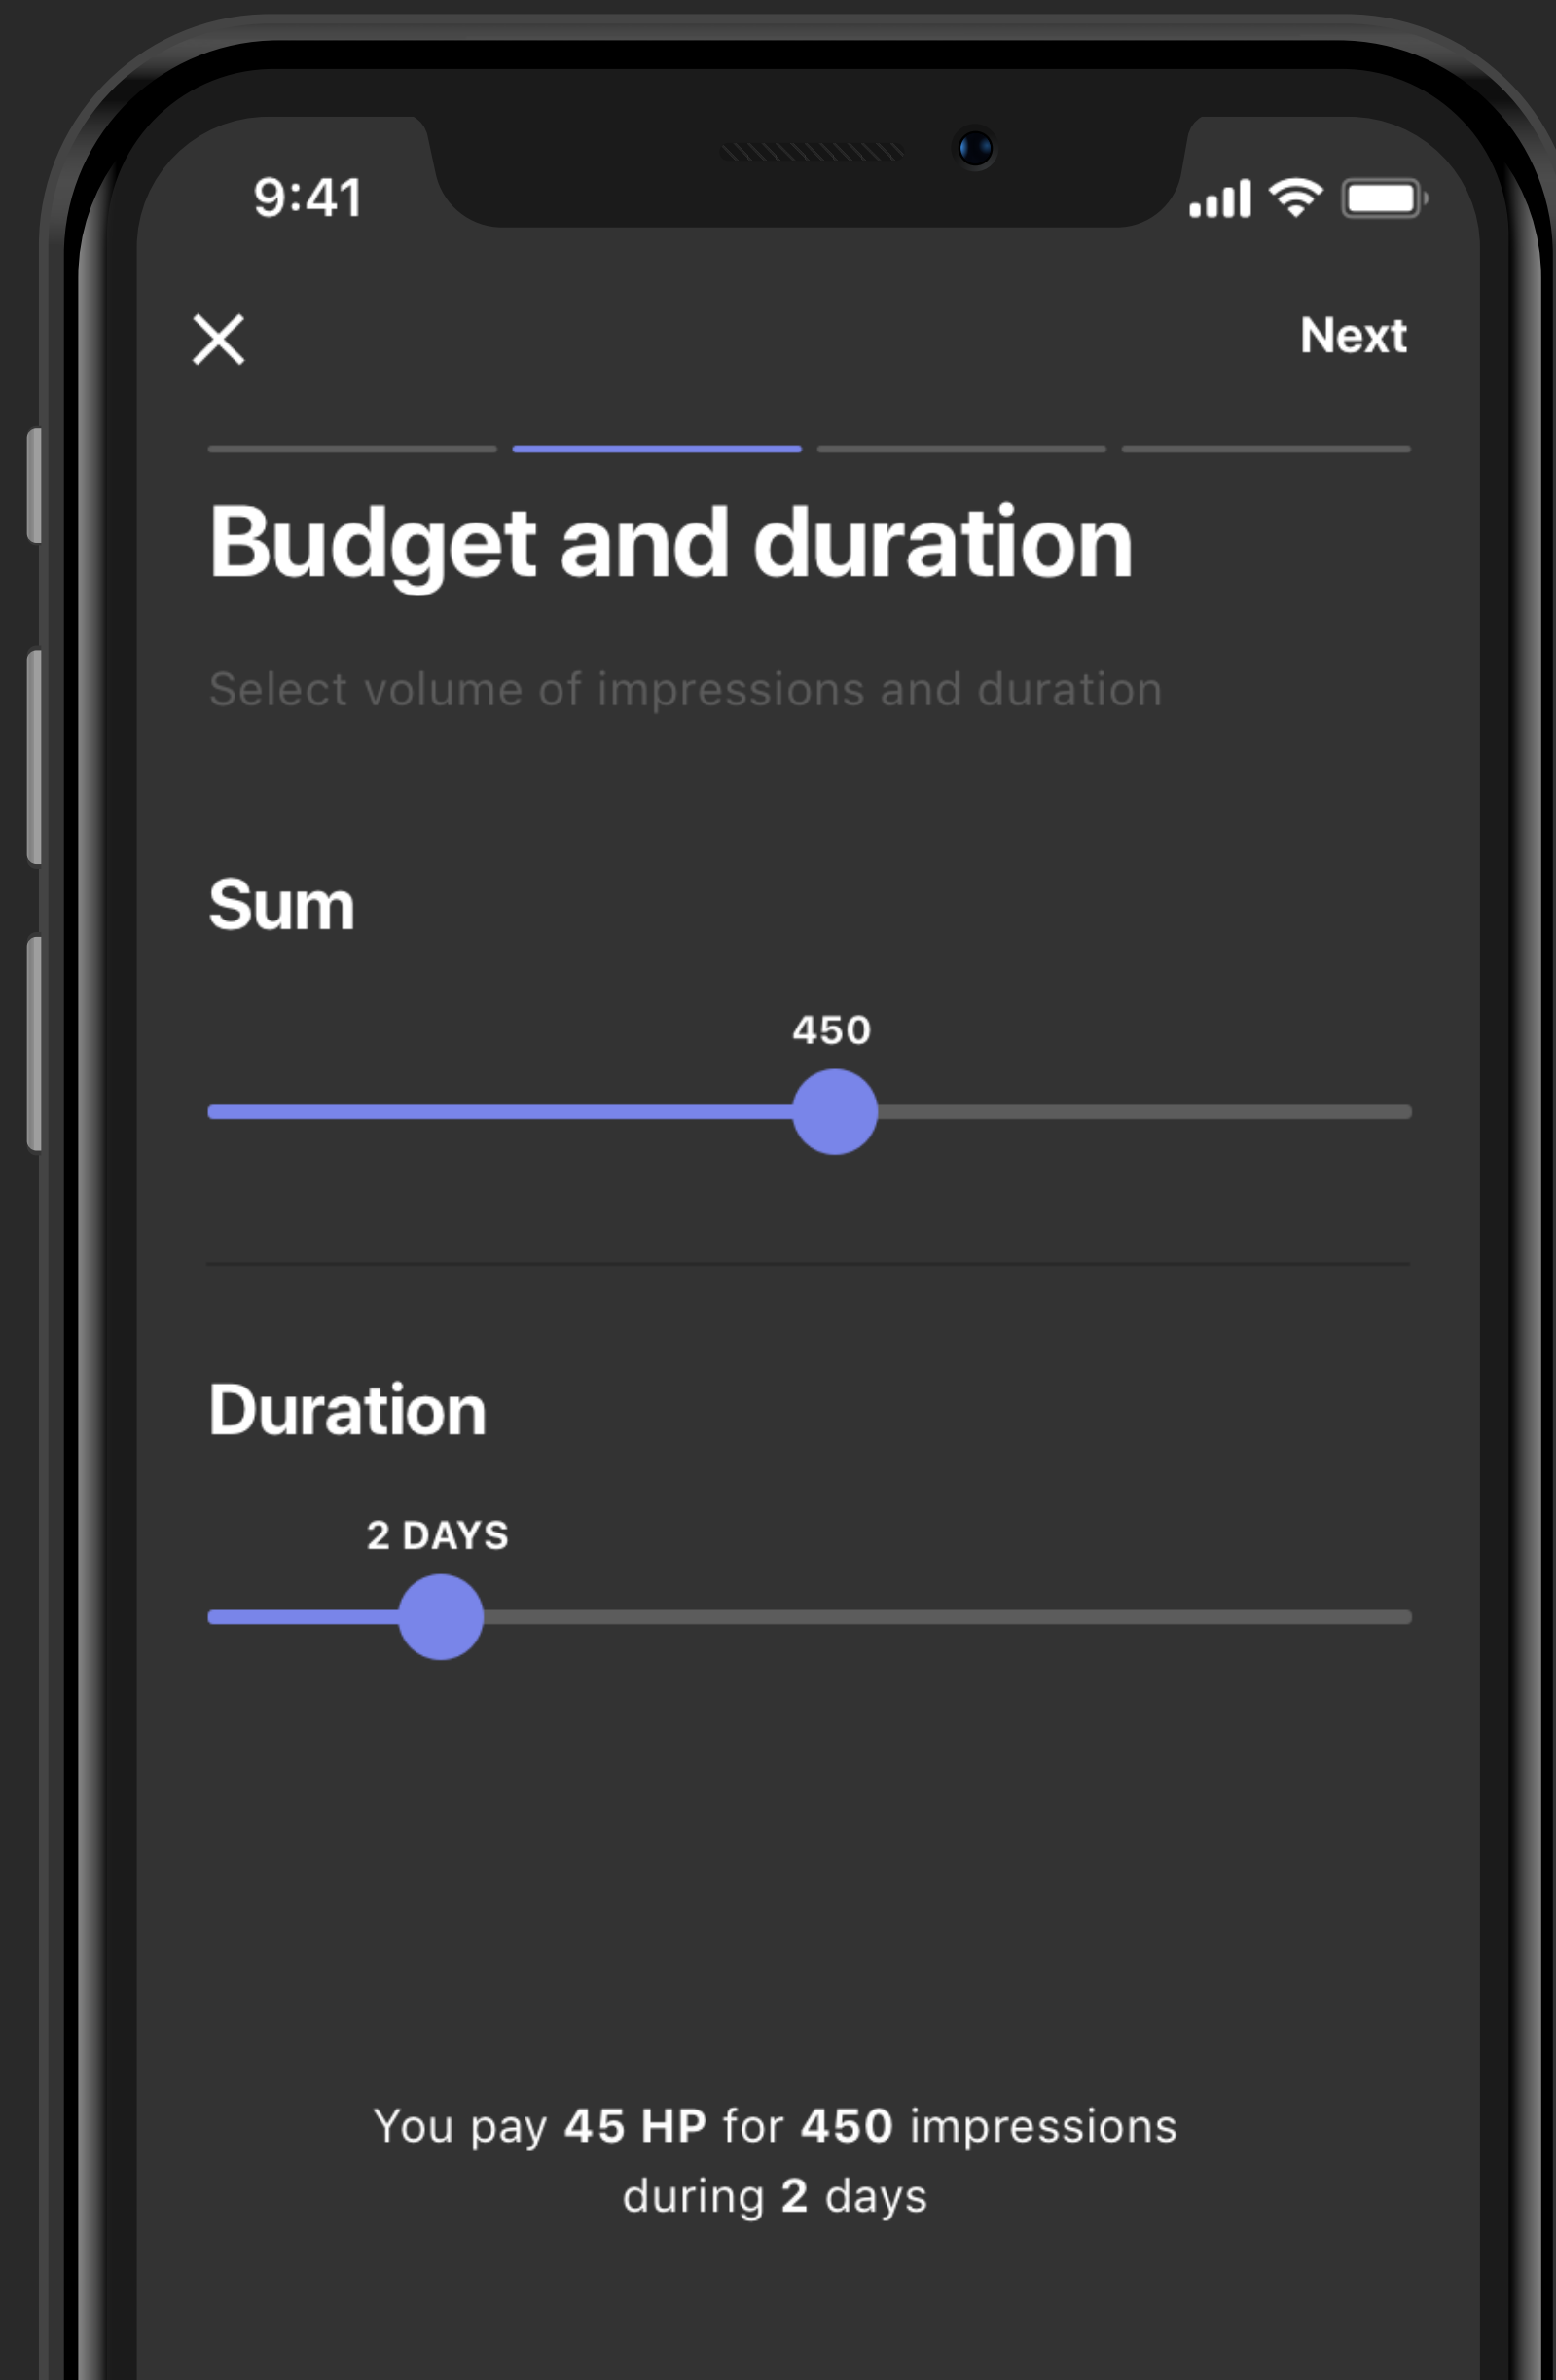 9:41
Next
Budget and duration
Select volume of impressions and duration
Sum
450
Duration
2 DAYS
You pay 45 HP for 450 impressions
during 2 days